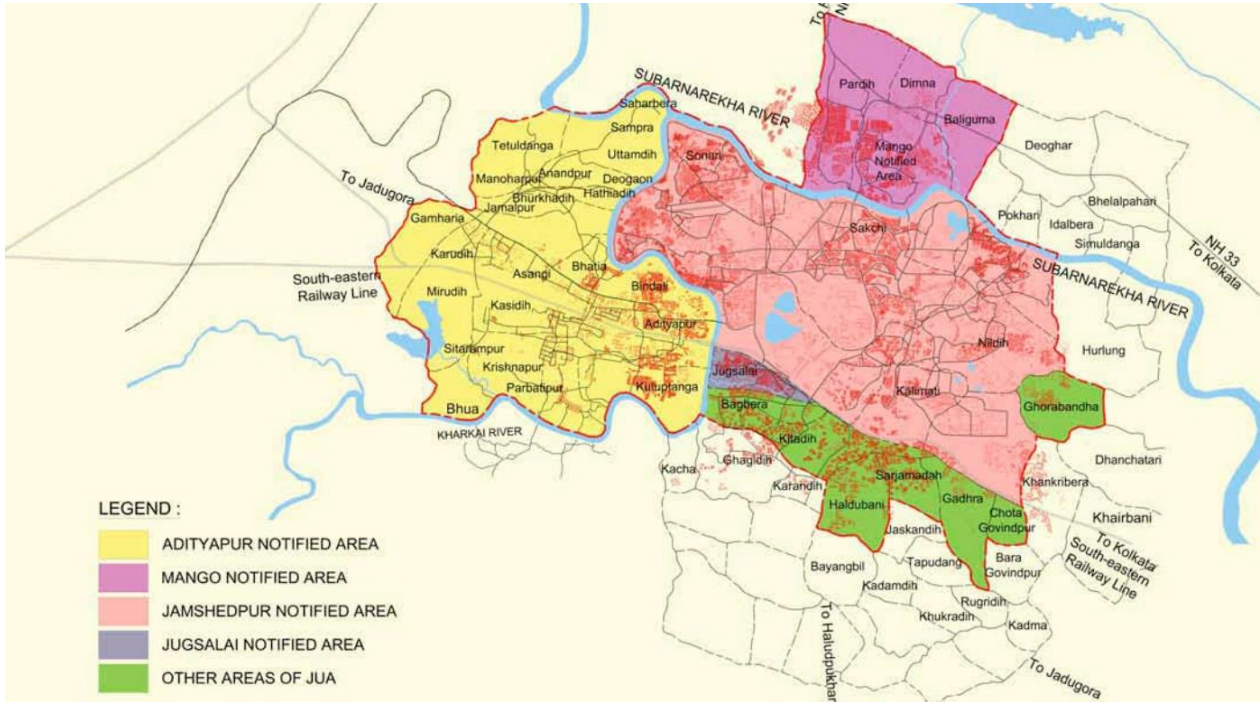 To
SUBARNAREKHA RIVER
Pardih
Dimna
Baliguma
Mango
Notified
Area
Deoghar
Saharbera
Sampra
Uttamdih
Tetuldanga
Anandpur
Deogaon
Manoharpur
Hathiadih
Bhurkhadih
Jamalpur
To Jadugora
Gamharia
Sonari
Sakchi
Pokhari
Bhelalpahari
Idalbera
Simuldanga
NH 33
To Kolkata
SUBARNAREKHA RIVER
Karudih
Asangi
Bhatia
South-eastern
Railway Line
Mirudih
Kasidih
Bindali
Adityapur
Sitarampur
Krishnapur
Parbatipur
Kuluptanga
Bhua
KHARKAI RIVER
Nildih
Hurlung
Jugsalai
Kalimati
Bagbera
Ghorabandha
Kitadih
Ghagidih
Kacha
Karandih
Sarjamadah
Gadhra
Haldubani
Chota
Govindpur
Khankribera
Dhanchatari
Khairbani
Jaskandih
To Kolkata
South-eastern
Railway Line
Bayangbil
Tapudang
Bara
Govindpur
Kadamdih
Rugridih
Khukradih
Kadma
To Haludpukhar
To Jadugora
LEGEND :
ADITYAPUR NOTIFIED AREA
MANGO NOTIFIED AREA
JAMSHEDPUR NOTIFIED AREA
JUGSALAI NOTIFIED AREA
OTHER AREAS OF JUA